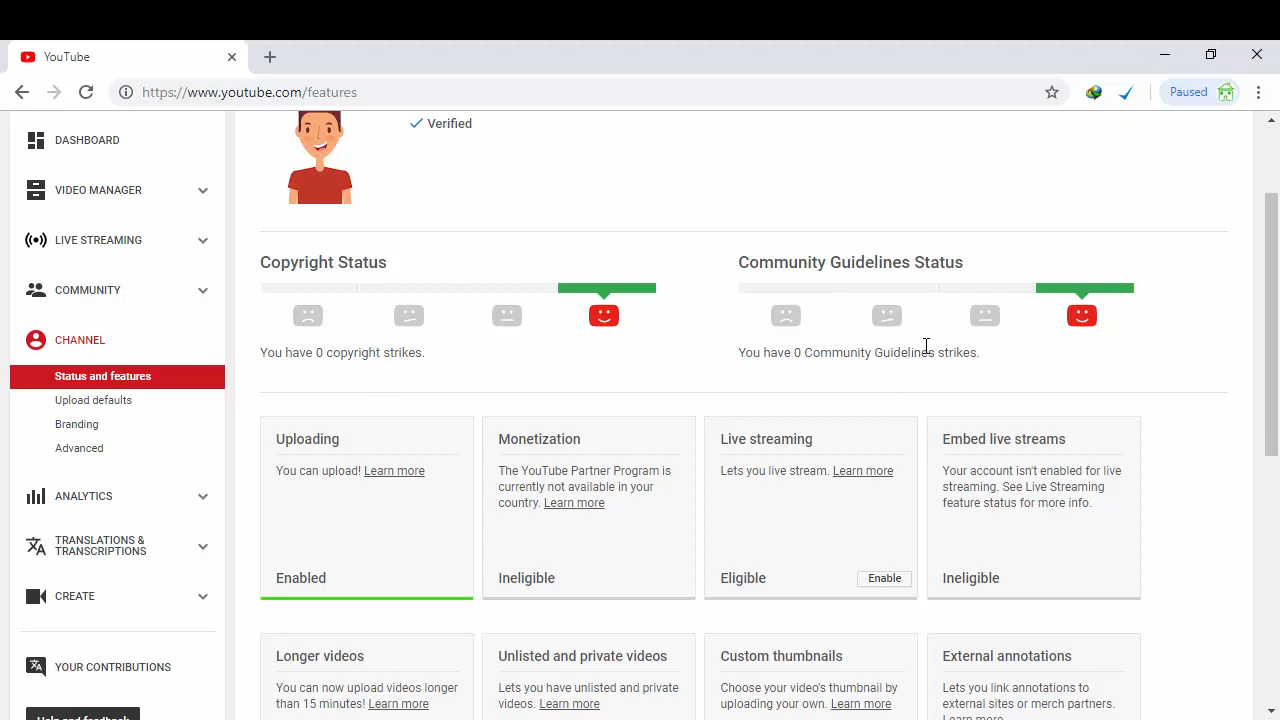 YouTube
https://www.youtube.com/features
Paused
DASHBOARD
VIDEO MANAGER
LIVE STREAMING
COMMUNITY
CHANNEL
Status and features
Upload defaults
Branding
Advanced
ANALYTICS
TRANSLATIONS &
TRANSCRIPTIONS
CREATE
YOUR CONTRIBUTIONS
Help and feedback
Verified
Copyright Status
You have 0 copyright strikes.
Community Guidelines Status
You have 0 Community Guidelines strikes.
Uploading
You can upload! Learn more
Enabled
Monetization
The YouTube Partner Program is
currently not available in your
country. Learn more
Ineligible
Live streaming
Lets you live stream. Learn more
Eligible
Enable
Embed live streams
Your account isn't enabled for live
streaming. See Live Streaming
feature status for more info.
Ineligible
Longer videos
You can now upload videos longer
than 15 minutes! Learn more
Unlisted and private videos
Lets you have unlisted and private
videos. Learn more
Custom thumbnails
Choose your video's thumbnail by
uploading your own. Learn more
External annotations
Lets you link annotations to
external sites or merch partners.
Learn more